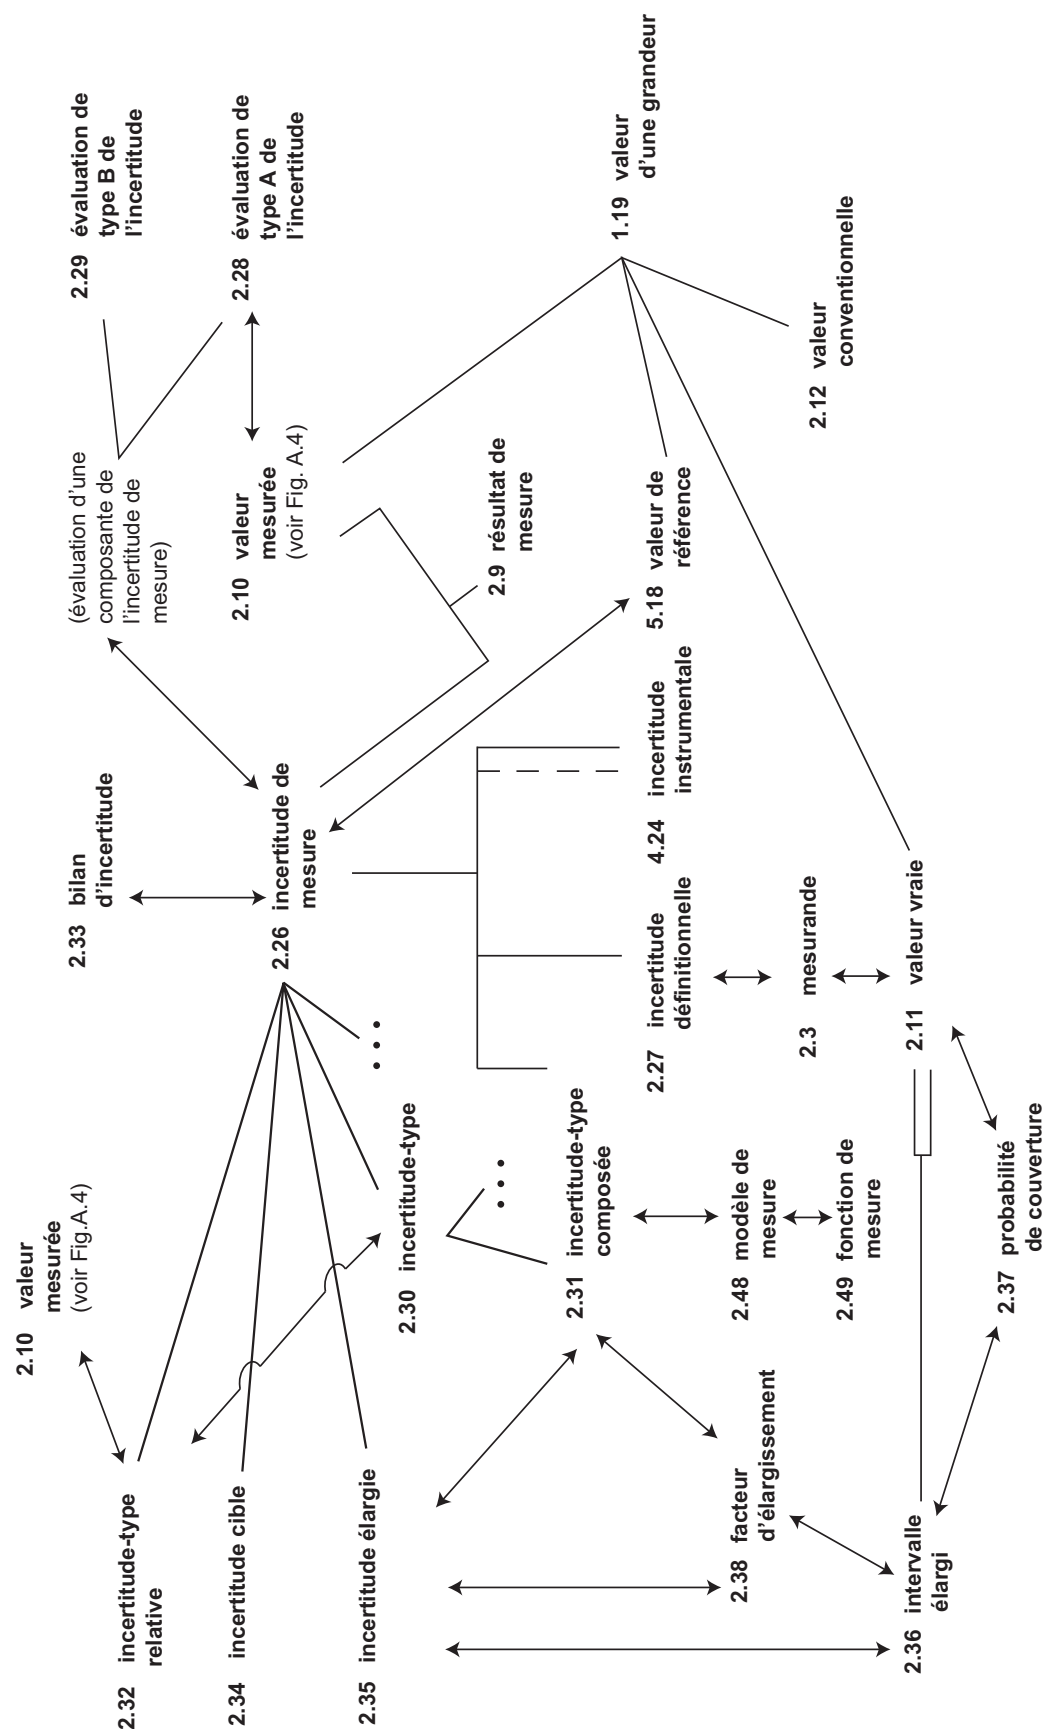 2.10 valeur
mesurée
(voir Fig.A.4)
2.33 bilan
d'incertitude
(évaluation d'une
composante de
l'incertitude de
mesure)
2.29 évaluation de
type B de
l'incertitude
2.32 incertitude-type
relative
2.34 incertitude cible
2.35 incertitude élargie
2.26 incertitude de
mesure
2.10 valeur
mesurée
(voir Fig. A.4)
2.28 évaluation de
type A de
l'incertitude
2.30 incertitude-type
• • •
• • •
2.9 résultat de
mesure
2.31 incertitude-type
composée
2.27 incertitude
définitionnelle
4.24 incertitude
instrumentale
5.18 valeur de
référence
1.19 valeur
d'une grandeur
2.38 facteur
d'élargissement
2.48 modèle de
mesure
2.49 fonction de
mesure
2.3 mesurande
2.12 valeur
conventionnelle
2.36 intervalle
élargi
2.11 valeur vraie
2.37 probabilité
de couverture